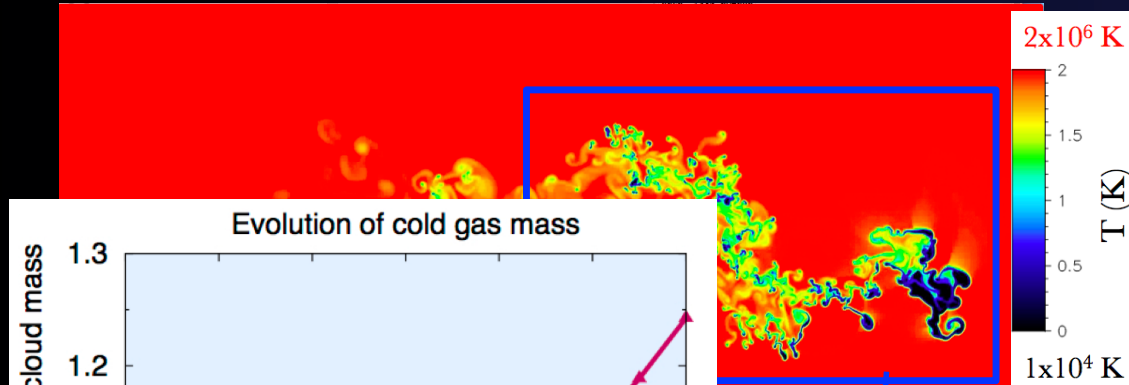 2x10⁶ K
2
1.5
1
0.5
0
T (K)
1x10⁴ K
Evolution of cold gas mass
1.3
1.2
cloud mass